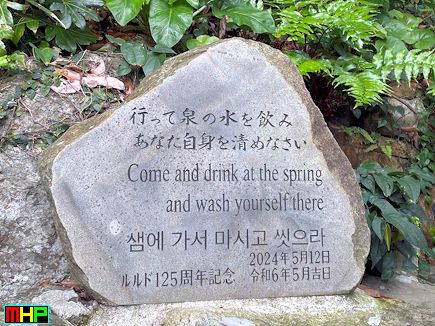 行って泉の水を飲み
あなた自身を清めなさい
Come and drink at the spring
and wash yourself there
샘에 가서 마시고 씻으라
2024年5月12日
ルルド125周年記念 令和6年5月吉日
MHP